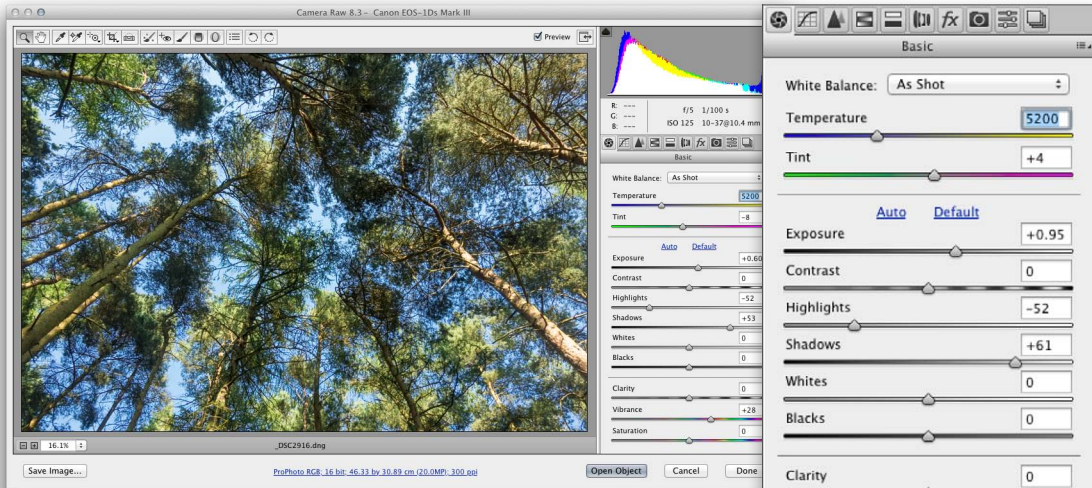 Camera Raw 8.3 - Canon EOS-1Ds Mark III
Preview
R: ---
G: ---
B: ---
f/5 1/100 s
ISO 125 10-37@10.4 mm
Basic
White Balance: As Shot
Temperature 5200
Tint -8
Auto Default
Exposure +0.60
Contrast 0
Highlights -52
Shadows +53
Whites 0
Blacks 0
Clarity 0
Vibrance +28
Saturation 0
16.1% _DSC2916.dng
Save Image... ProPhoto RGB; 16 bit; 46.33 by 30.89 cm (20.0MP); 300 ppi Open Object Cancel Done
fx
Basic
White Balance: As Shot
Temperature 5200
Tint +4
Auto Default
Exposure +0.95
Contrast 0
Highlights -52
Shadows +61
Whites 0
Blacks 0
Clarity 0